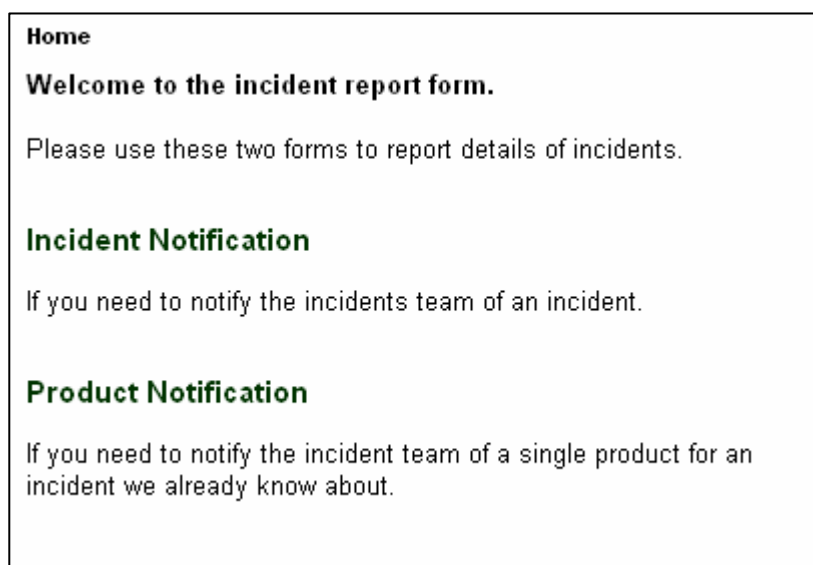 Home
Welcome to the incident report form.
Please use these two forms to report details of incidents.
Incident Notification
If you need to notify the incidents team of an incident.
Product Notification
If you need to notify the incident team of a single product for an
incident we already know about.